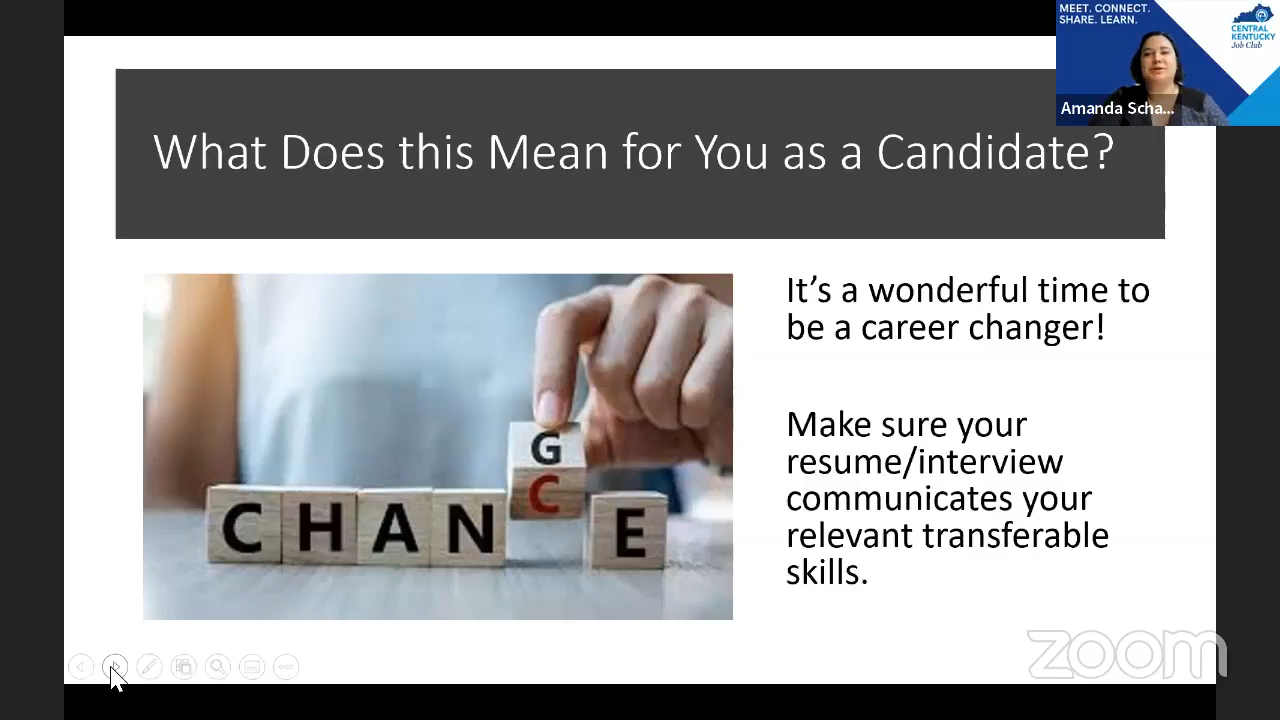 MEET. CONNECT.
SHARE. LEARN.
CENTRAL
KENTUCKY
Job Club
Amanda Scha...
What Does this Mean for You as a Candidate?
It's a wonderful time to
be a career changer!
Make sure your
resume/interview
communicates your
relevant transferable
skills.
G
C
CHAN E
zoom